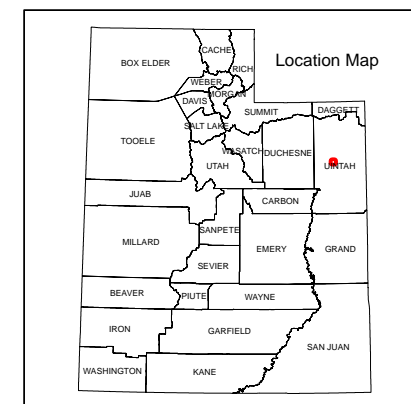 Location Map
CACHE
BOX ELDER
RICH
WEBER
MORGAN
DAVIS
DAGGETT
SUMMIT
SALT LAKE
TOOELE
WASATCH
DUCHESNE
UINTAH
UTAH
JUAB
CARBON
SANPETE
MILLARD
EMERY
GRAND
SEVIER
BEAVER
PIUTE
WAYNE
IRON
GARFIELD
SAN JUAN
WASHINGTON
KANE